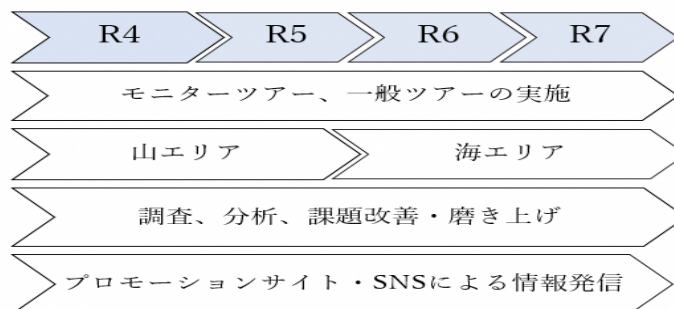 R4 R5 R6 R7
モニターツアー、一般ツアーの実施
山エリア 海エリア
調査、分析、課題改善・磨き上げ
プロモーションサイト・SNSによる情報発信